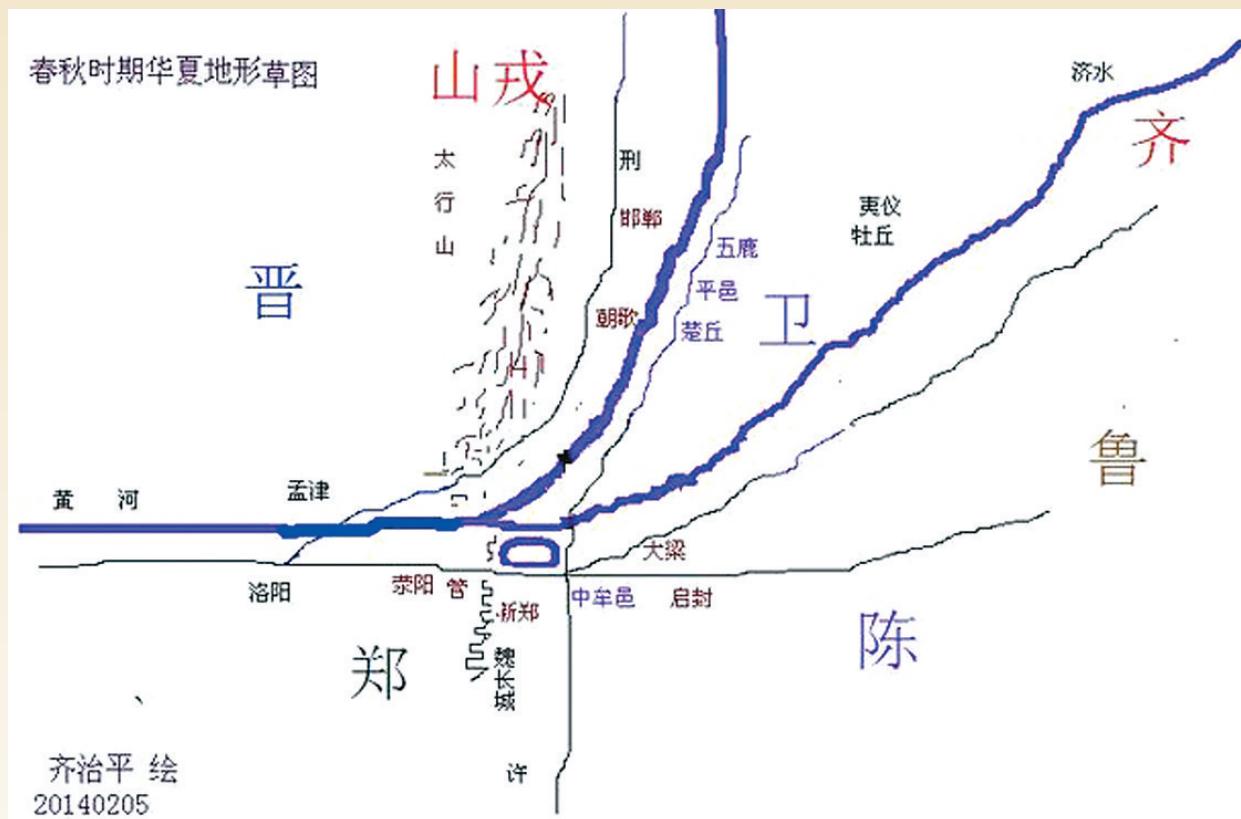 春秋时期华夏地形草图
山戎
济水
齐
太行山
刑
邯郸
夷仪
牡丘
五鹿
平邑
楚丘
卫
朝歌
晋
鲁
黄 河
孟津
大梁
洛阳
荥阳
管
新郑
中牟邑
启封
魏长城
郑
陈
许
齐治平 绘
20140205